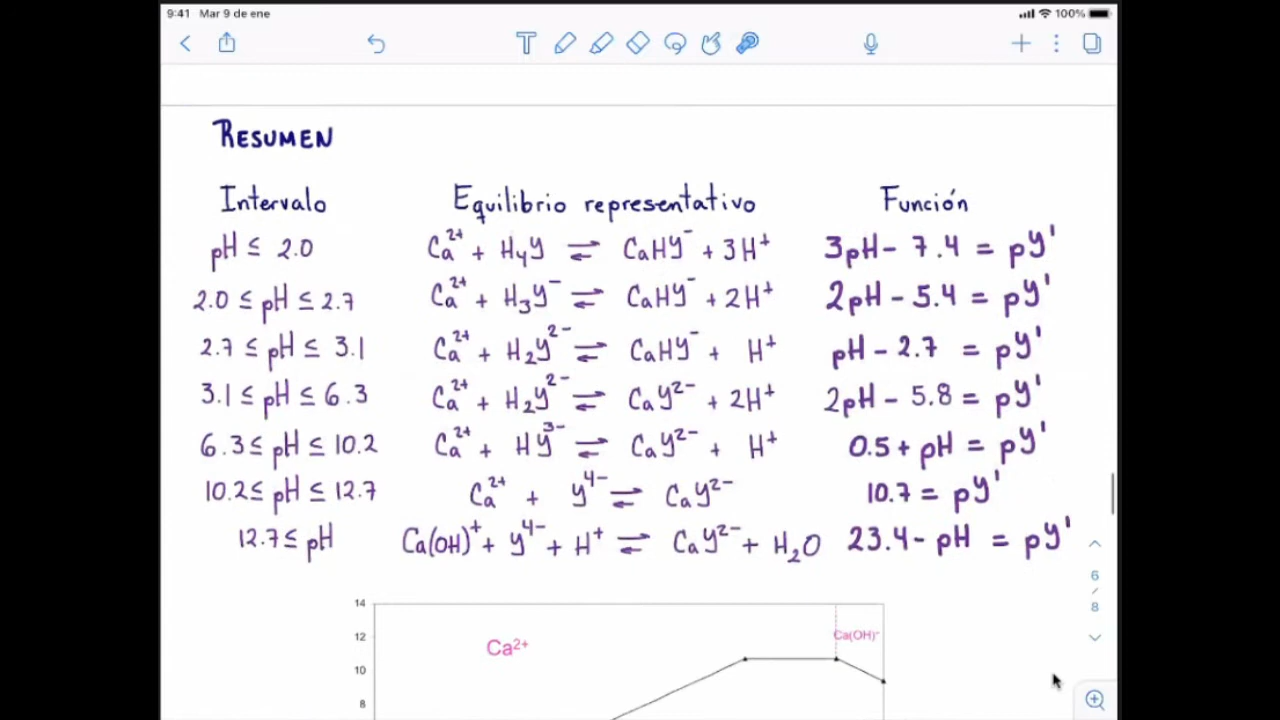 9:41 Mar 9 de ene 100%
RESUMEN
Intervalo Equilibrio representativo Función
pH ≤ 2.0 Ca²⁺ + H₄Y ⇌ CaHY⁻ + 3H⁺ 3pH - 7.4 = pY'
2.0 ≤ pH ≤ 2.7 Ca²⁺ + H₃Y⁻ ⇌ CaHY⁻ + 2H⁺ 2pH - 5.4 = pY'
2.7 ≤ pH ≤ 3.1 Ca²⁺ + H₂Y²⁻ ⇌ CaHY⁻ + H⁺ pH - 2.7 = pY'
3.1 ≤ pH ≤ 6.3 Ca²⁺ + H₂Y²⁻ ⇌ CaY²⁻ + 2H⁺ 2pH - 5.8 = pY'
6.3 ≤ pH ≤ 10.2 Ca²⁺ + HY³⁻ ⇌ CaY²⁻ + H⁺ 0.5 + pH = pY'
10.2 ≤ pH ≤ 12.7 Ca²⁺ + Y⁴⁻ ⇌ CaY²⁻ 10.7 = pY'
12.7 ≤ pH Ca(OH)⁺ + Y⁴⁻ + H⁺ ⇌ CaY²⁻ + H₂O 23.4 - pH = pY'
6
/
8
14
12 Ca²⁺ Ca(OH)⁻
10
8